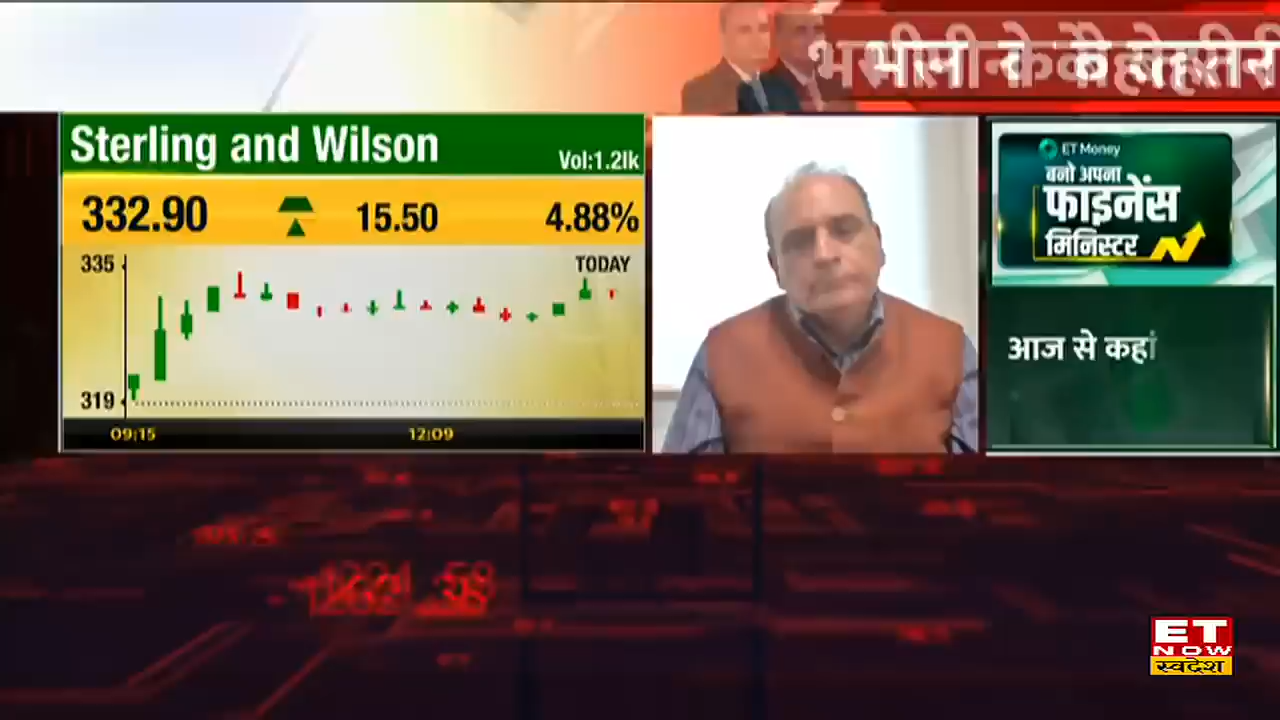 Sterling and Wilson
Vol:1.2lk
332.90 15.50 4.88%
335
TODAY
319
09:15 12:09
ET Money
बनो अपना
फाइनेंस
मिनिस्टर
आज से कहां
ET
NOW
स्वदेश